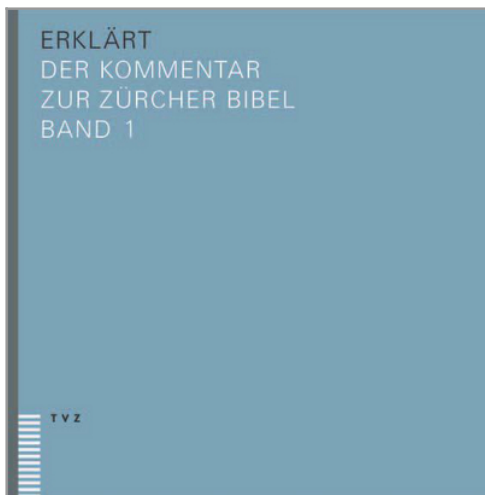 ERKLÄRT
DER KOMMENTAR
ZUR ZÜRCHER BIBEL
BAND 1
TVZ